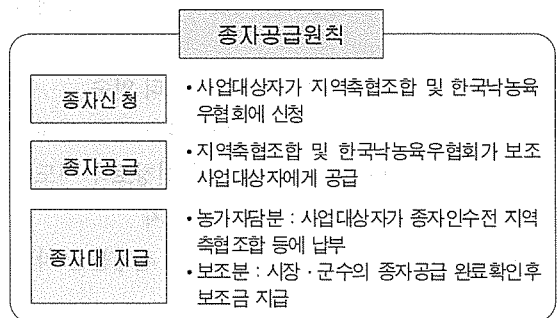 종자공급원칙
종자신청
• 사업대상자가 지역축협조합 및 한국낙농육
우협회에 신청
종자공급
• 지역축협조합 및 한국낙농육우협회가 보조
사업대상자에게 공급
종자대 지급
• 농가자담분 : 사업대상자가 종자인수전 지역
축협조합 등에 납부
• 보조분 : 시장 · 군수의 종자공급 완료확인후
보조금 지급